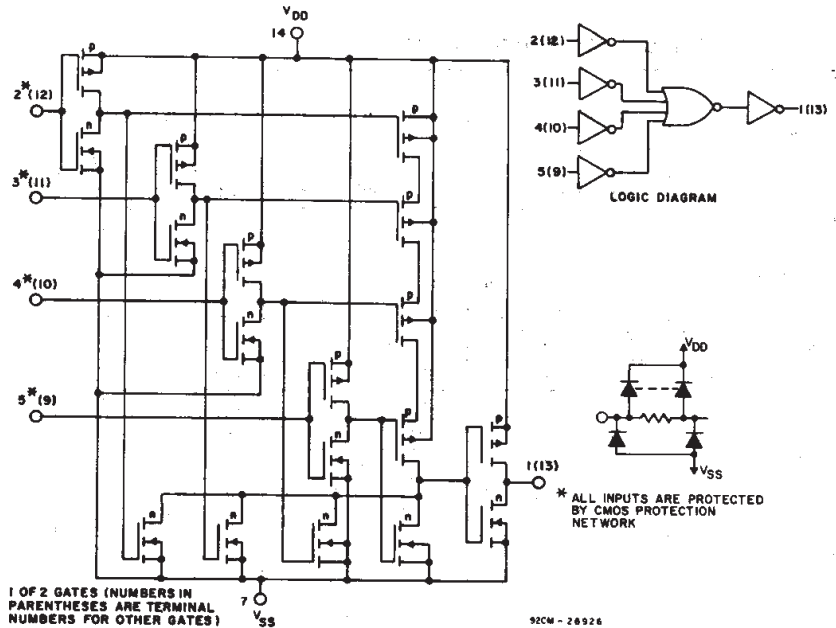 VDD
14
p
2*(12)
n
p
3*(11)
n
p
4*(10)
n
p
5*(9)
n
p
p
p
p
p
n
1(13)
n
n
n
n
7
VSS
1 OF 2 GATES (NUMBERS IN
PARENTHESES ARE TERMINAL
NUMBERS FOR OTHER GATES)
2(12)
3(11)
4(10)
5(9)
1(13)
LOGIC DIAGRAM
VDD
VSS
* ALL INPUTS ARE PROTECTED
BY CMOS PROTECTION
NETWORK
92CM-26926